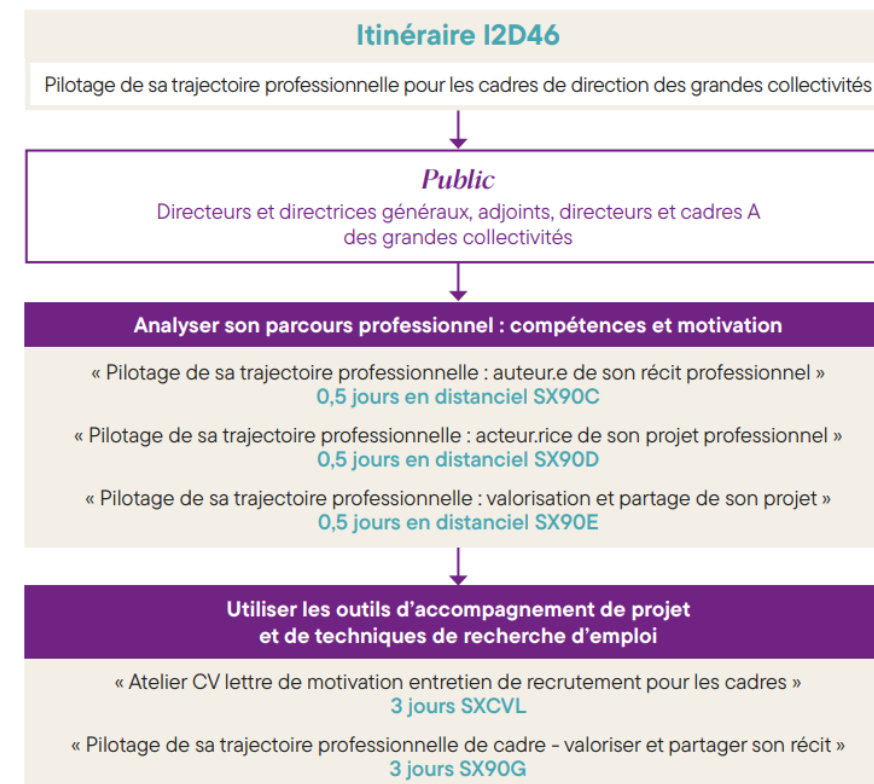 Itinéraire I2D46
Pilotage de sa trajectoire professionnelle pour les cadres de direction des grandes collectivités
Public
Directeurs et directrices généraux, adjoints, directeurs et cadres A
des grandes collectivités
Analyser son parcours professionnel : compétences et motivation
« Pilotage de sa trajectoire professionnelle : auteur.e de son récit professionnel »
0,5 jours en distanciel SX90C
« Pilotage de sa trajectoire professionnelle : acteur.rice de son projet professionnel »
0,5 jours en distanciel SX90D
« Pilotage de sa trajectoire professionnelle : valorisation et partage de son projet »
0,5 jours en distanciel SX90E
Utiliser les outils d’accompagnement de projet
et de techniques de recherche d’emploi
« Atelier CV lettre de motivation entretien de recrutement pour les cadres »
3 jours SXCVL
« Pilotage de sa trajectoire professionnelle de cadre - valoriser et partager son récit »
3 jours SX90G